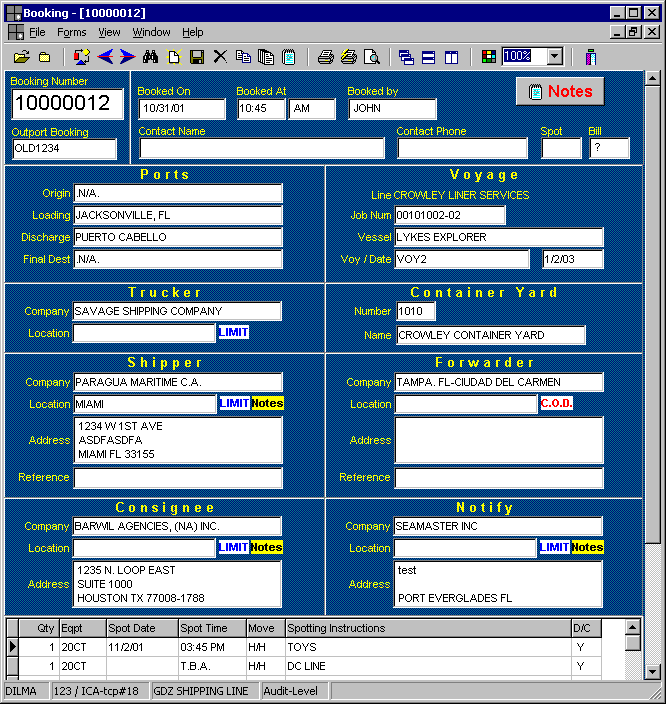 Booking - [10000012]
File Forms View Window Help
100%
Booking Number
10000012
Booked On
10/31/01
Booked At
10:45 AM
Booked by
JOHN
Notes
Outport Booking
OLD1234
Contact Name
Contact Phone
Spot
Bill
?
Ports
Origin .N/A.
Loading JACKSONVILLE, FL
Discharge PUERTO CABELLO
Final Dest .N/A.
Voyage
Line CROWLEY LINER SERVICES
Job Num 00101002-02
Vessel LYKES EXPLORER
Voy / Date VOY2 1/2/03
Trucker
Company SAVAGE SHIPPING COMPANY
Location LIMIT
Container Yard
Number 1010
Name CROWLEY CONTAINER YARD
Shipper
Company PARAGUA MARITIME C.A.
Location MIAMI LIMIT Notes
Address 1234 W 1ST AVE
ASDFASDFA
MIAMI FL 33155
Reference
Forwarder
Company TAMPA. FL-CIUDAD DEL CARMEN
Location C.O.D.
Address
Reference
Consignee
Company BARWIL AGENCIES, (NA) INC.
Location LIMIT Notes
Address 1235 N. LOOP EAST
SUITE 1000
HOUSTON TX 77008-1788
Notify
Company SEAMASTER INC
Location LIMIT Notes
Address test
PORT EVERGLADES FL
Qty Eqpt Spot Date Spot Time Move Spotting Instructions D/C
1 20CT 11/2/01 03:45 PM H/H TOYS Y
1 20CT T.B.A. H/H DC LINE Y
DILMA 123 / ICA-tcp#18 GDZ SHIPPING LINE Audit-Level